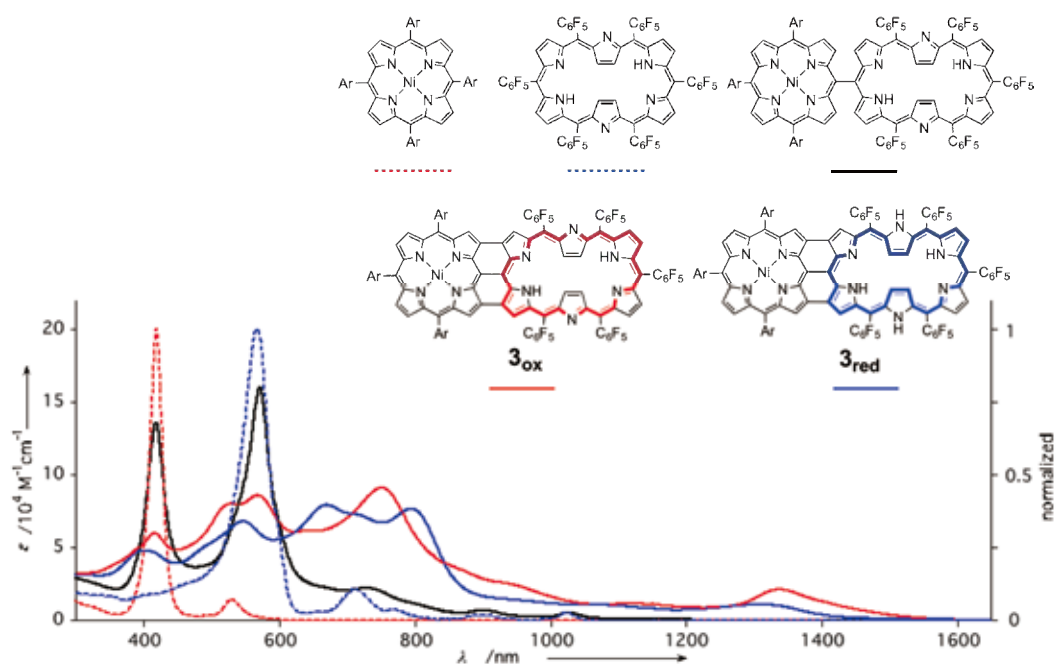 Ar
N N
Ar Ni Ar
N N
Ar
C6F5 C6F5
N
N HN
C6F5 C6F5
NH N
N
C6F5 C6F5
Ar C6F5 C6F5
N
N N N HN
Ar Ni C6F5
N N NH N
N
Ar C6F5 C6F5
Ar C6F5 C6F5
N
N N N HN
Ar Ni C6F5
N N NH N
N
Ar C6F5 C6F5
3ox
Ar C6F5 H C6F5
N
N N N HN
Ar Ni C6F5
N N NH N
N
Ar C6F5 H C6F5
3red
20
15
10
5
0
ε /10⁴ M⁻¹cm⁻¹
1
0.5
0
normalized
400 600 800 1000 1200 1400 1600
λ /nm